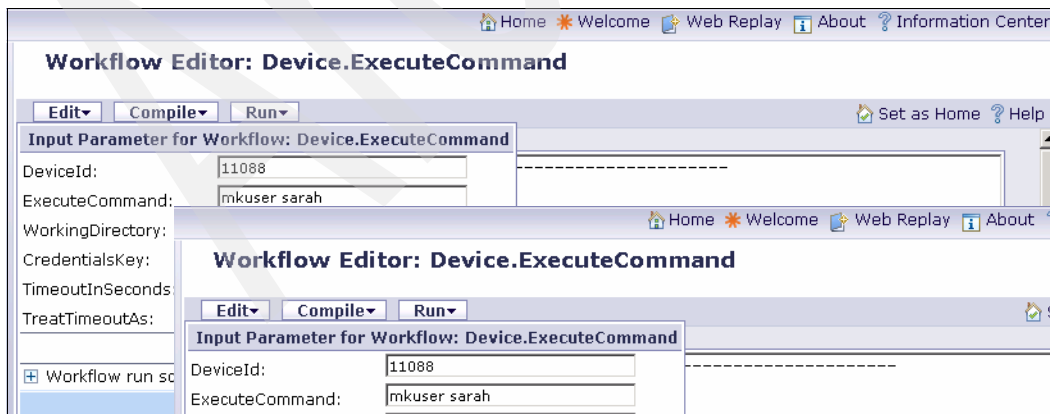 Home Welcome Web Replay About Information Center
Workflow Editor: Device.ExecuteCommand
Edit Compile Run
Set as Home Help
Input Parameter for Workflow: Device.ExecuteCommand
DeviceId: 11088
ExecuteCommand: mkuser sarah
WorkingDirectory:
CredentialsKey:
TimeoutInSeconds:
TreatTimeoutAs:
Workflow run
Home Welcome Web Replay About
Workflow Editor: Device.ExecuteCommand
Edit Compile Run
Input Parameter for Workflow: Device.ExecuteCommand
DeviceId: 11088
ExecuteCommand: mkuser sarah